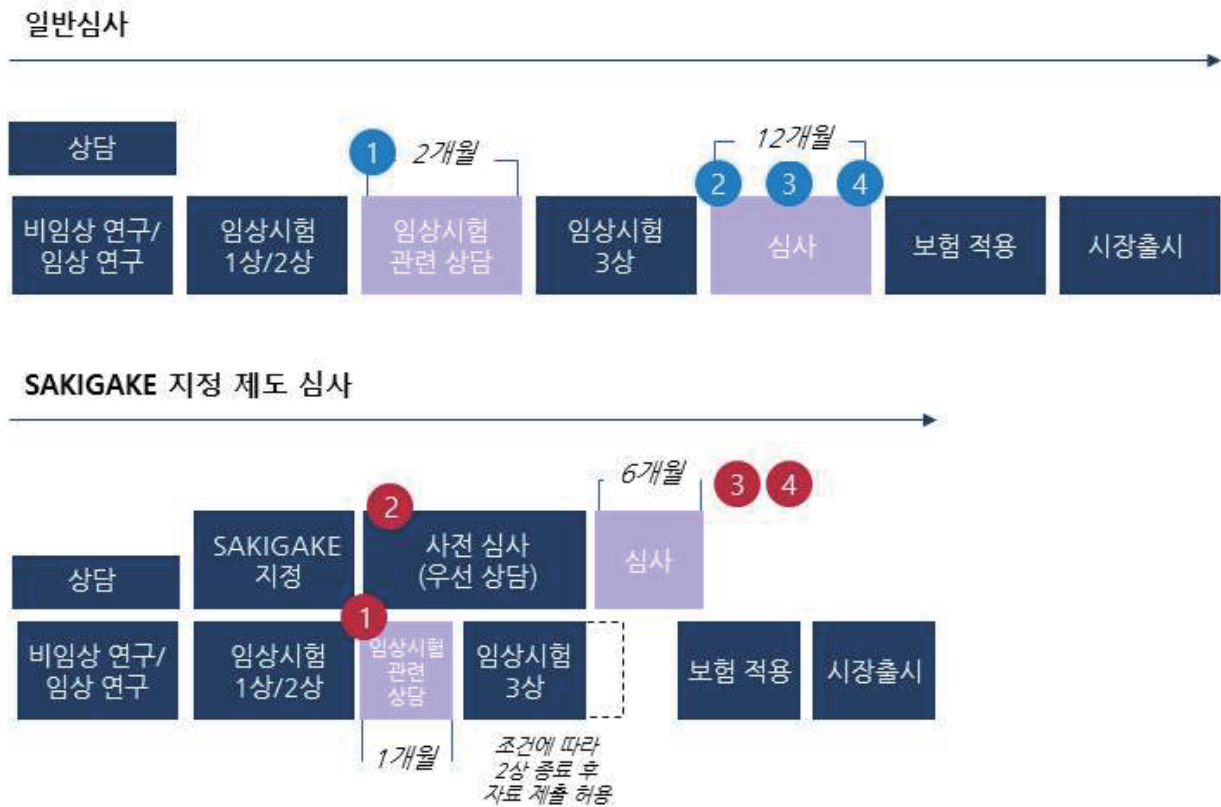 일반심사
상담
1
2개월
12개월
2
3
4
비임상 연구/
임상 연구
임상시험
1상/2상
임상시험
관련 상담
임상시험
3상
심사
보험 적용
시장출시
SAKIGAKE 지정 제도 심사
6개월
3
4
2
상담
SAKIGAKE
지정
사전 심사
(우선 상담)
심사
1
비임상 연구/
임상 연구
임상시험
1상/2상
임상시험
관련
상담
임상시험
3상
보험 적용
시장출시
1개월
조건에 따라
2상 종료 후
자료 제출 허용